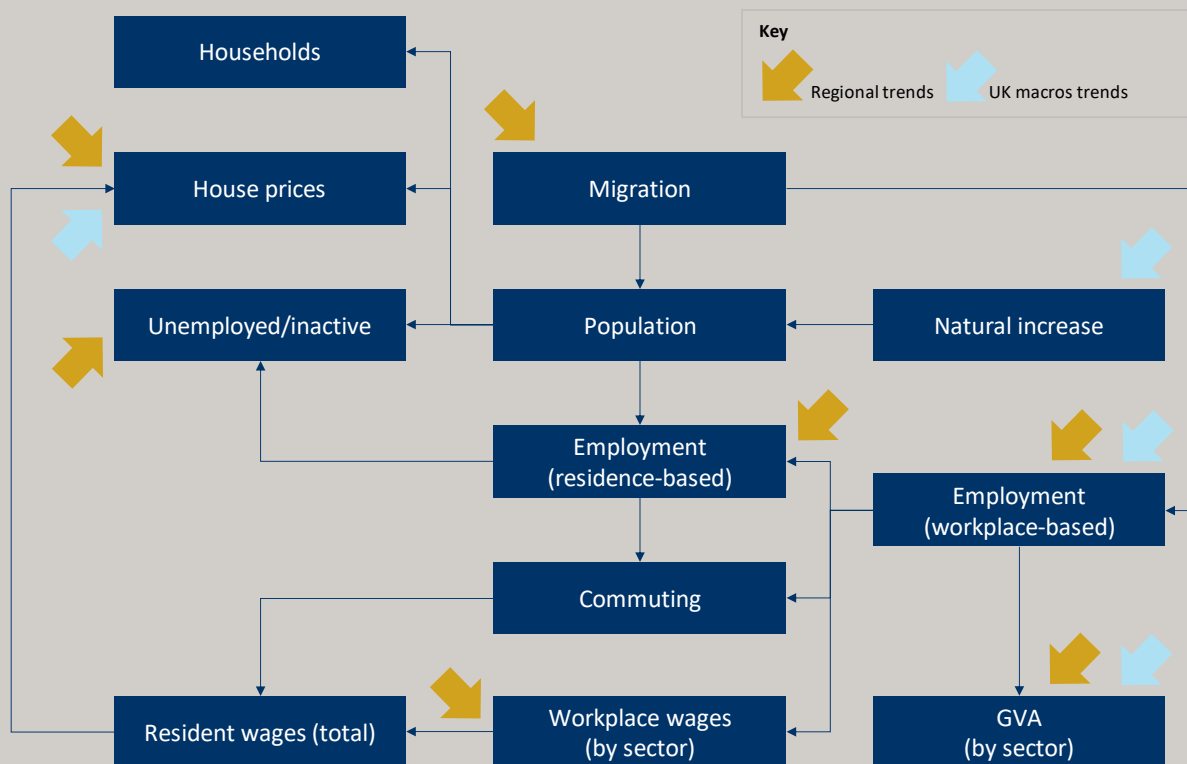 Key
Regional trends
UK macros trends
Households
House prices
Migration
Unemployed/inactive
Population
Natural increase
Employment
(residence-based)
Employment
(workplace-based)
Commuting
Resident wages (total)
Workplace wages
(by sector)
GVA
(by sector)